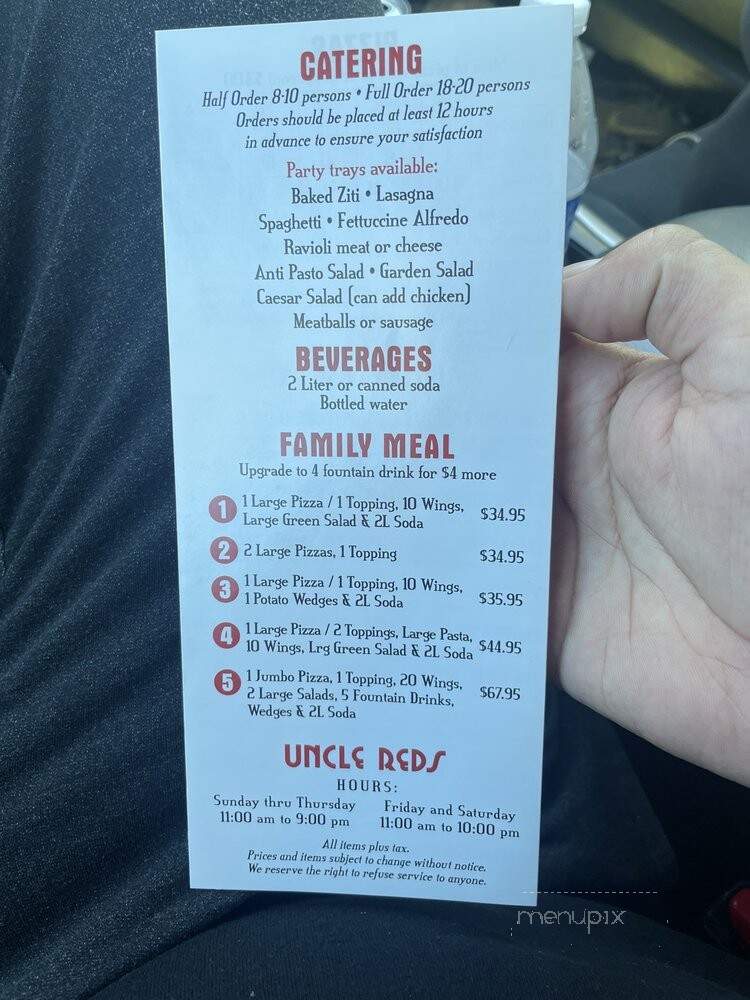 CATERING
Half Order 8-10 persons • Full Order 18-20 persons
Orders should be placed at least 12 hours
in advance to ensure your satisfaction
Party trays available:
Baked Ziti • Lasagna
Spaghetti • Fettuccine Alfredo
Ravioli meat or cheese
Anti Pasto Salad • Garden Salad
Caesar Salad (can add chicken)
Meatballs or sausage
BEVERAGES
2 Liter or canned soda
Bottled water
FAMILY MEAL
Upgrade to 4 fountain drink for $4 more
1 1 Large Pizza / 1 Topping, 10 Wings,
Large Green Salad & 2L Soda $34.95
2 2 Large Pizzas, 1 Topping $34.95
3 1 Large Pizza / 1 Topping, 10 Wings,
1 Potato Wedges & 2L Soda $35.95
4 1 Large Pizza / 2 Toppings, Large Pasta,
10 Wings, Lrg Green Salad & 2L Soda $44.95
5 1 Jumbo Pizza, 1 Topping, 20 Wings,
2 Large Salads, 5 Fountain Drinks, $67.95
Wedges & 2L Soda
UNCLE REDS
HOURS:
Sunday thru Thursday Friday and Saturday
11:00 am to 9:00 pm 11:00 am to 10:00 pm
All items plus tax.
Prices and items subject to change without notice.
We reserve the right to refuse service to anyone.
menupix